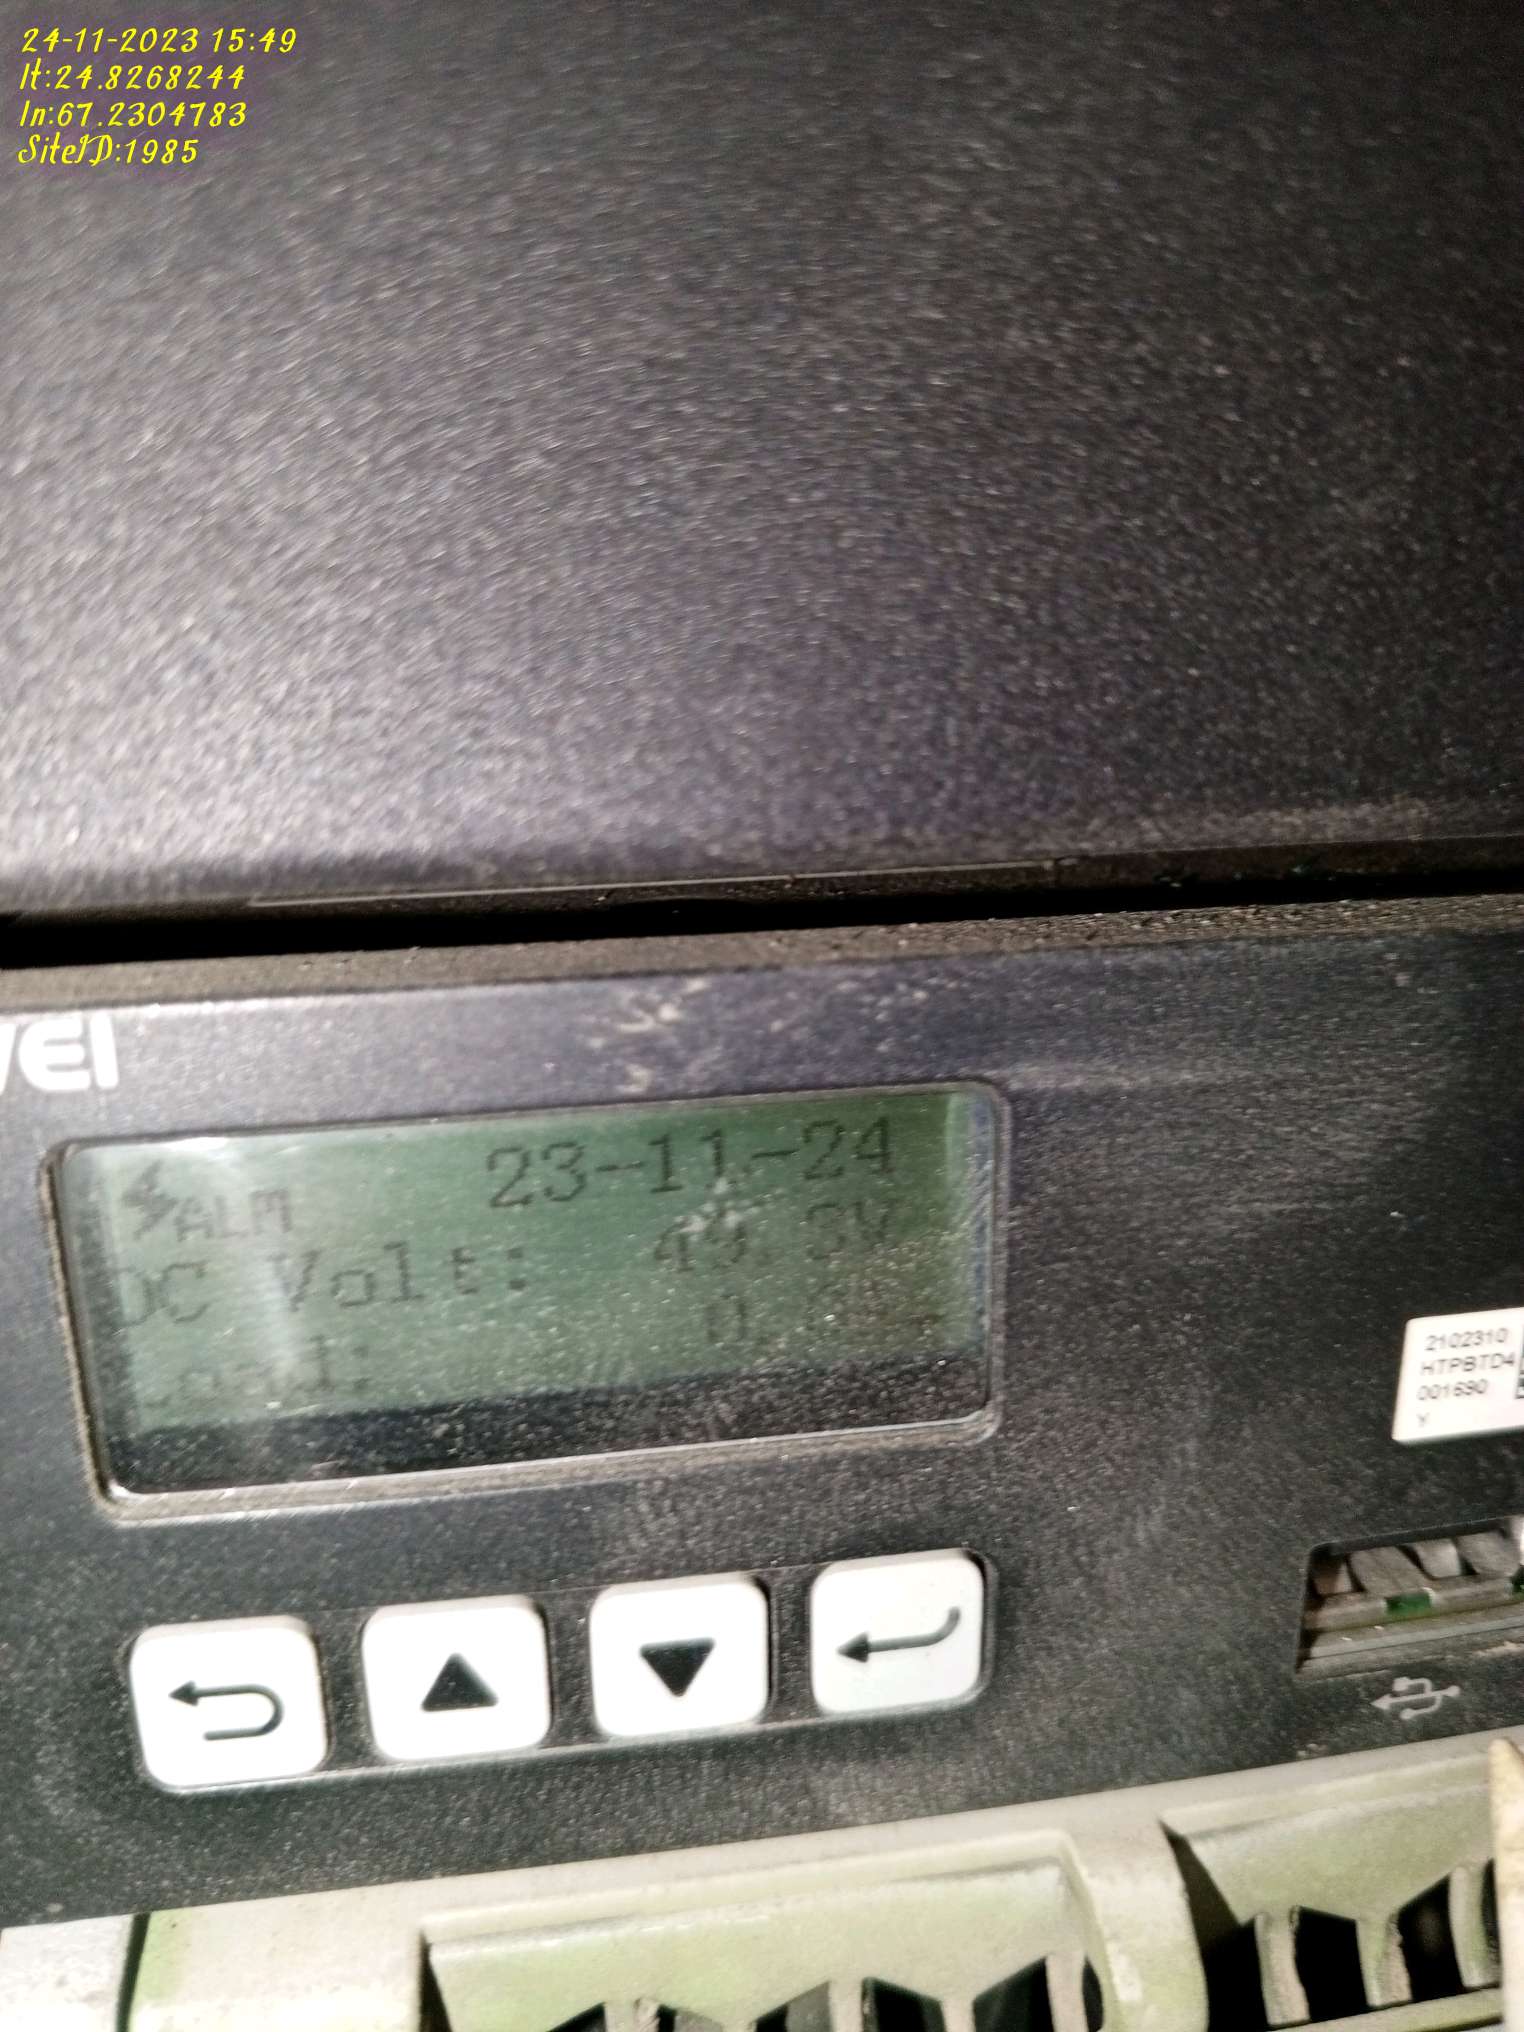 24-11-2023 15:49
lt:24.8268244
ln:67.2304783
SiteID:1985
WEI
ALM 23-11-24
DC Volt:
2102310
HTPBTD4
001690
Y